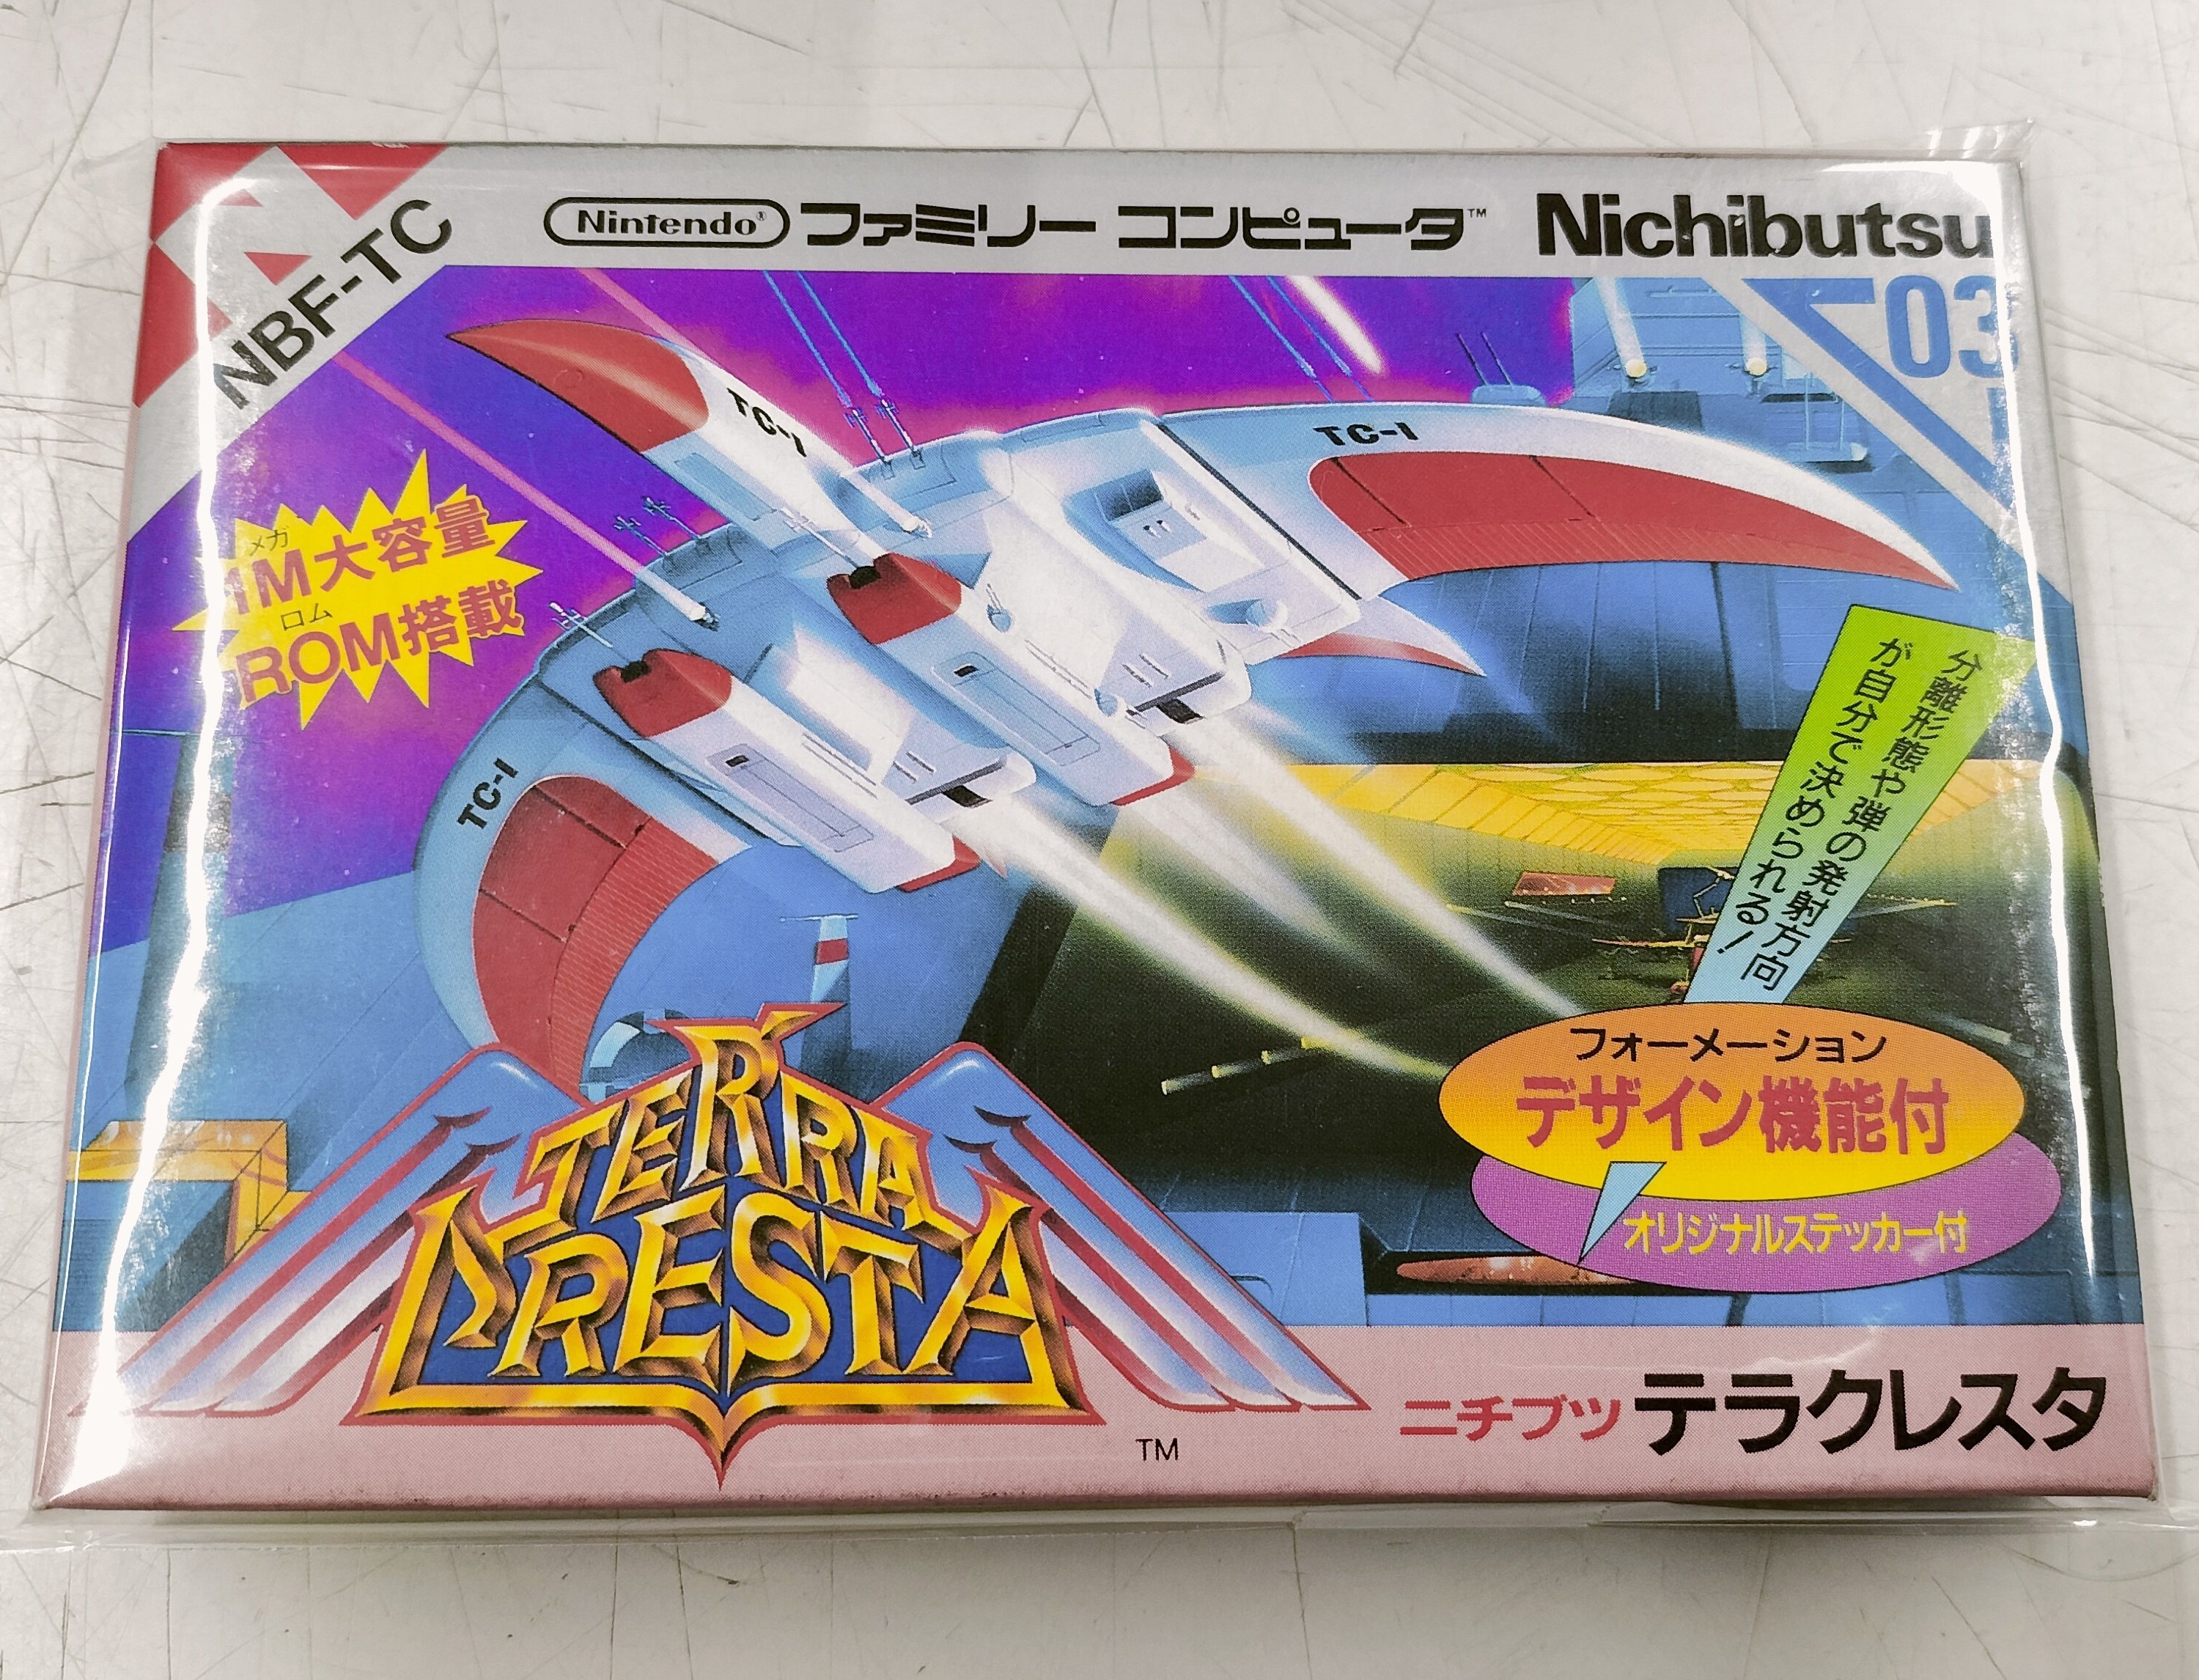 NBF-TC
Nintendo® ファミリー コンピュータ™
Nichibutsu
03
TC-1
TC-1
TC-1
メガ
1M大容量
ロム
ROM搭載
分離形態や弾の発射方向
が自分で決められる!
フォーメーション
デザイン機能付
オリジナルステッカー付
TERRA
CRESTA
TM
ニチブツ テラクレスタ